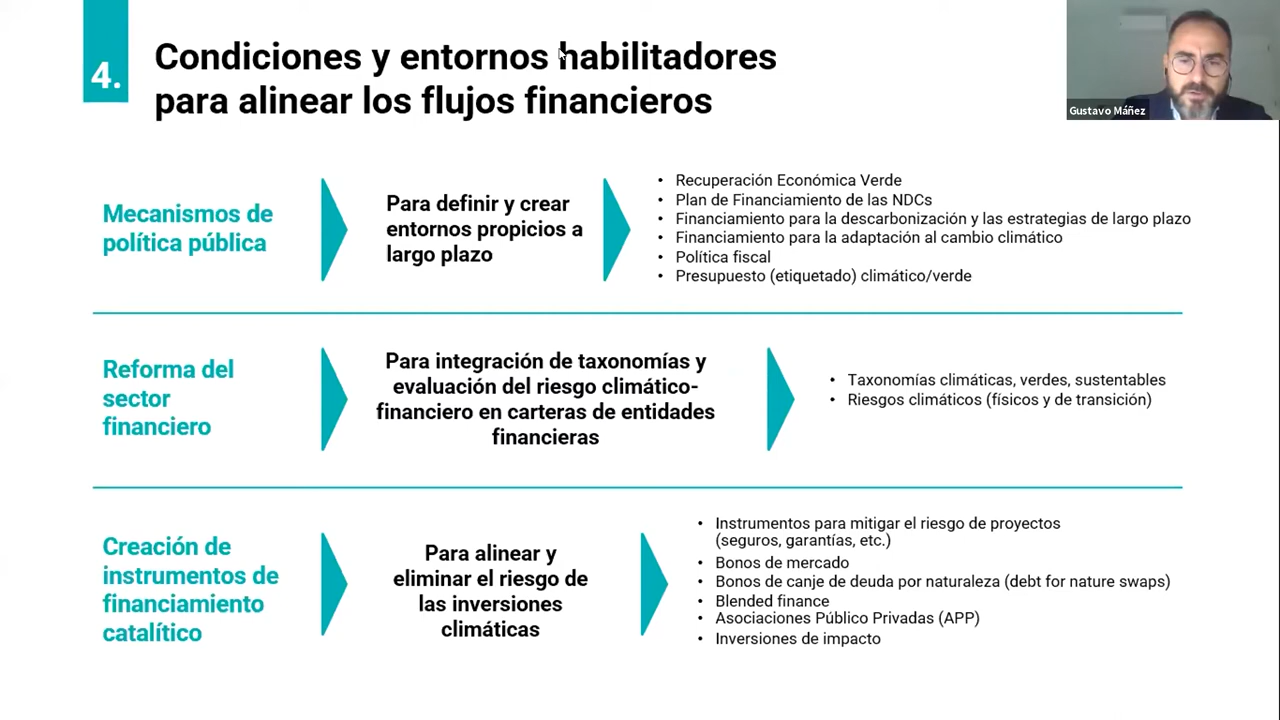 4.
Condiciones y entornos habilitadores
para alinear los flujos financieros
Gustavo Máñez
Mecanismos de
política pública
Para definir y crear
entornos propicios a
largo plazo
• Recuperación Económica Verde
• Plan de Financiamiento de las NDCs
• Financiamiento para la descarbonización y las estrategias de largo plazo
• Financiamiento para la adaptación al cambio climático
• Política fiscal
• Presupuesto (etiquetado) climático/verde
Reforma del
sector
financiero
Para integración de taxonomías y
evaluación del riesgo climático-
financiero en carteras de entidades
financieras
• Taxonomías climáticas, verdes, sustentables
• Riesgos climáticos (físicos y de transición)
Creación de
instrumentos de
financiamiento
catalítico
Para alinear y
eliminar el riesgo de
las inversiones
climáticas
• Instrumentos para mitigar el riesgo de proyectos
(seguros, garantías, etc.)
• Bonos de mercado
• Bonos de canje de deuda por naturaleza (debt for nature swaps)
• Blended finance
• Asociaciones Público Privadas (APP)
• Inversiones de impacto